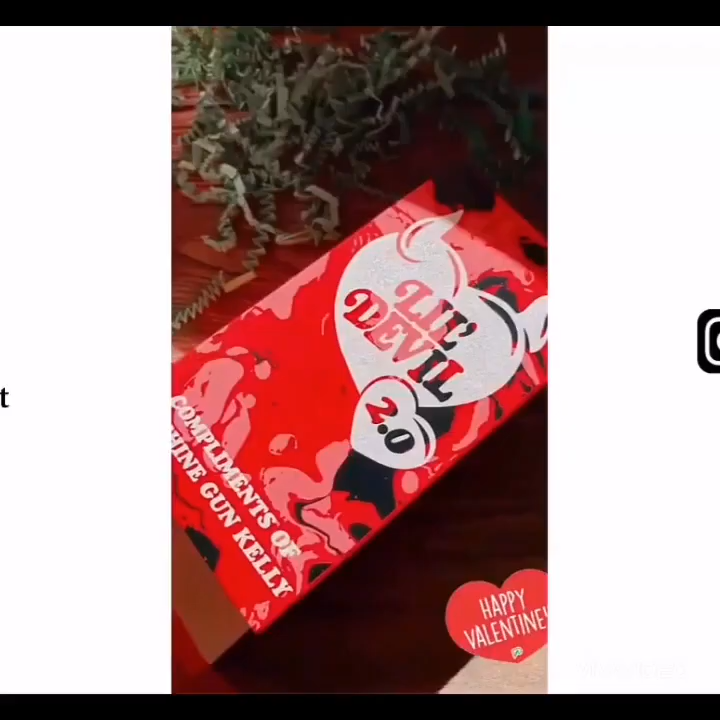 t
LIL'
DEVIL
2.0
COMPLIMENTS OF
HINE GUN KELLY
HAPPY
VALENTINE